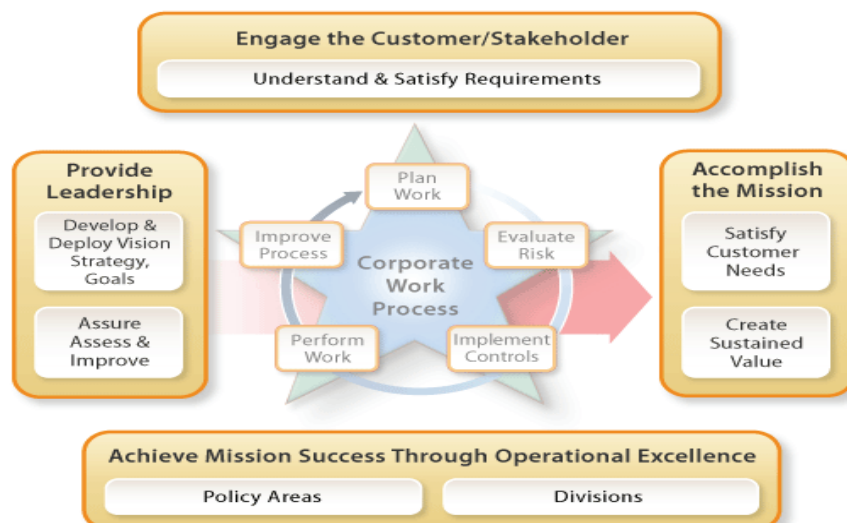 Engage the Customer/Stakeholder
Understand & Satisfy Requirements
Provide
Leadership
Develop &
Deploy Vision
Strategy,
Goals
Assure
Assess &
Improve
Plan
Work
Improve
Process
Evaluate
Risk
Corporate
Work
Process
Perform
Work
Implement
Controls
Accomplish
the Mission
Satisfy
Customer
Needs
Create
Sustained
Value
Achieve Mission Success Through Operational Excellence
Policy Areas
Divisions